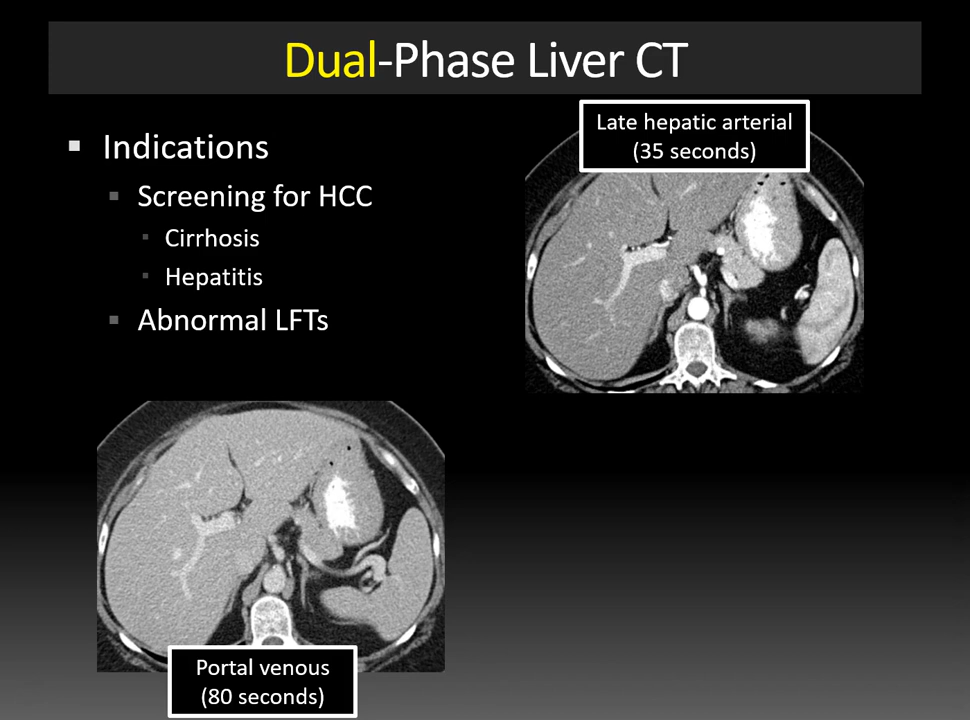 Dual-Phase Liver CT
Indications
Screening for HCC
Cirrhosis
Hepatitis
Abnormal LFTs
Late hepatic arterial
(35 seconds)
Portal venous
(80 seconds)